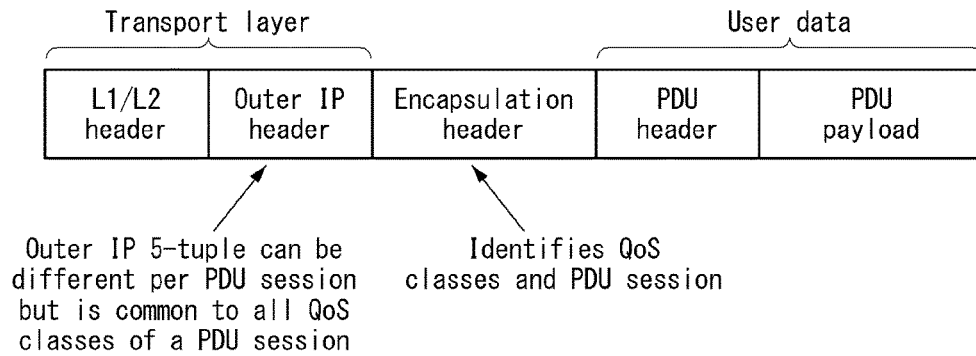 Transport layer
User data
L1/L2
header
Outer IP
header
Encapsulation
header
PDU
header
PDU
payload
Outer IP 5-tuple can be
different per PDU session
but is common to all QoS
classes of a PDU session
Identifies QoS
classes and PDU session